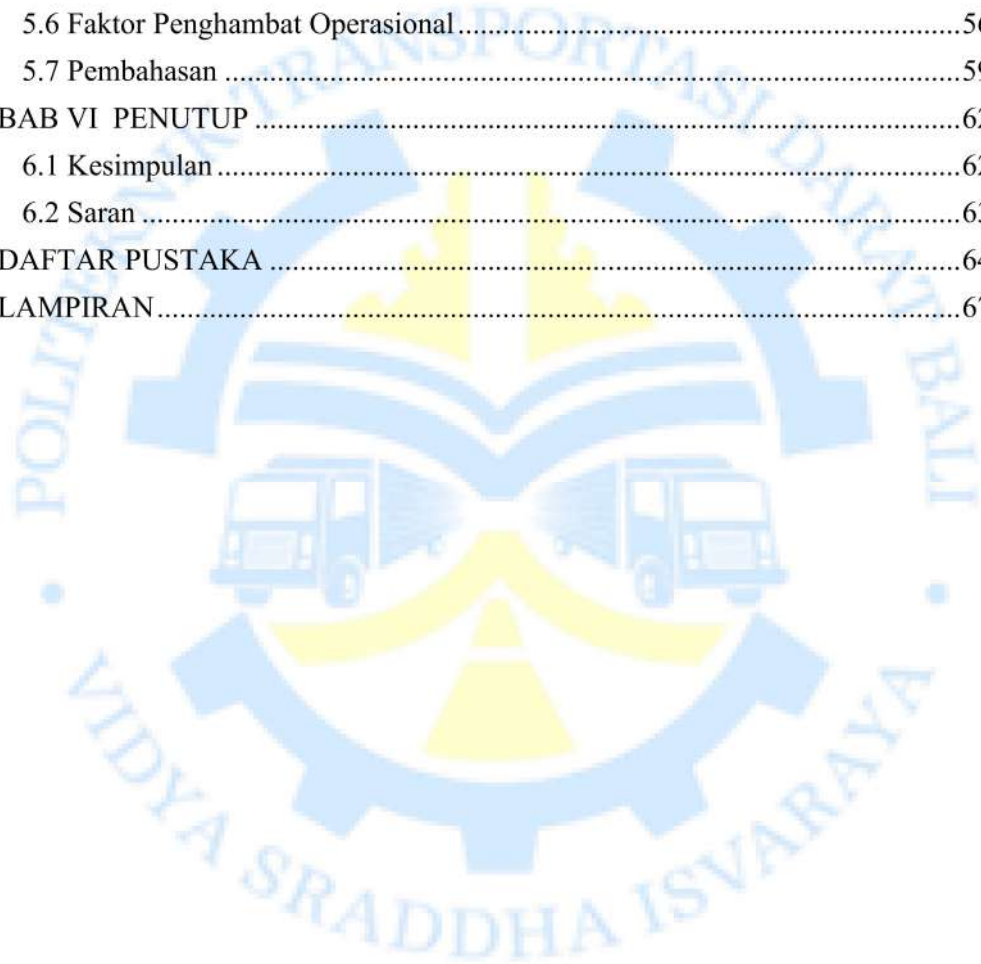 5.6 Faktor Penghambat Operasional ........................................ 56
5.7 Pembahasan ........................................ 59
BAB VI PENUTUP ........................................ 62
6.1 Kesimpulan ........................................ 62
6.2 Saran ........................................ 63
DAFTAR PUSTAKA ........................................ 64
LAMPIRAN ........................................ 67
POLITEKNIK TRANSPORTASI DARAT BALI
• VIDYA SRADDHA ISVARAYA •